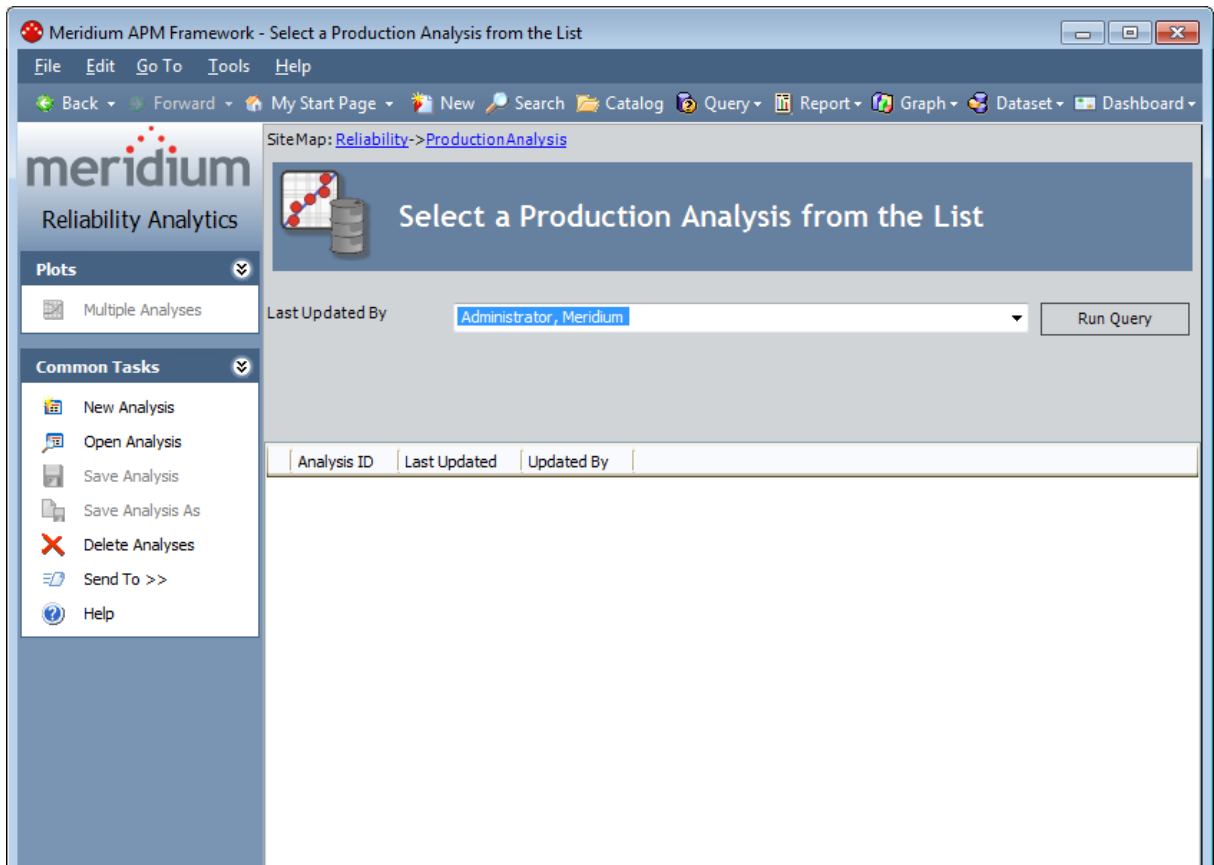 Meridium APM Framework - Select a Production Analysis from the List
File Edit Go To Tools Help
Back Forward My Start Page New Search Catalog Query Report Graph Dataset Dashboard
meridium
Reliability Analytics
Plots
Multiple Analyses
Common Tasks
New Analysis
Open Analysis
Save Analysis
Save Analysis As
Delete Analyses
Send To >>
Help
SiteMap: Reliability->ProductionAnalysis
Select a Production Analysis from the List
Last Updated By Administrator, Meridium Run Query
Analysis ID Last Updated Updated By